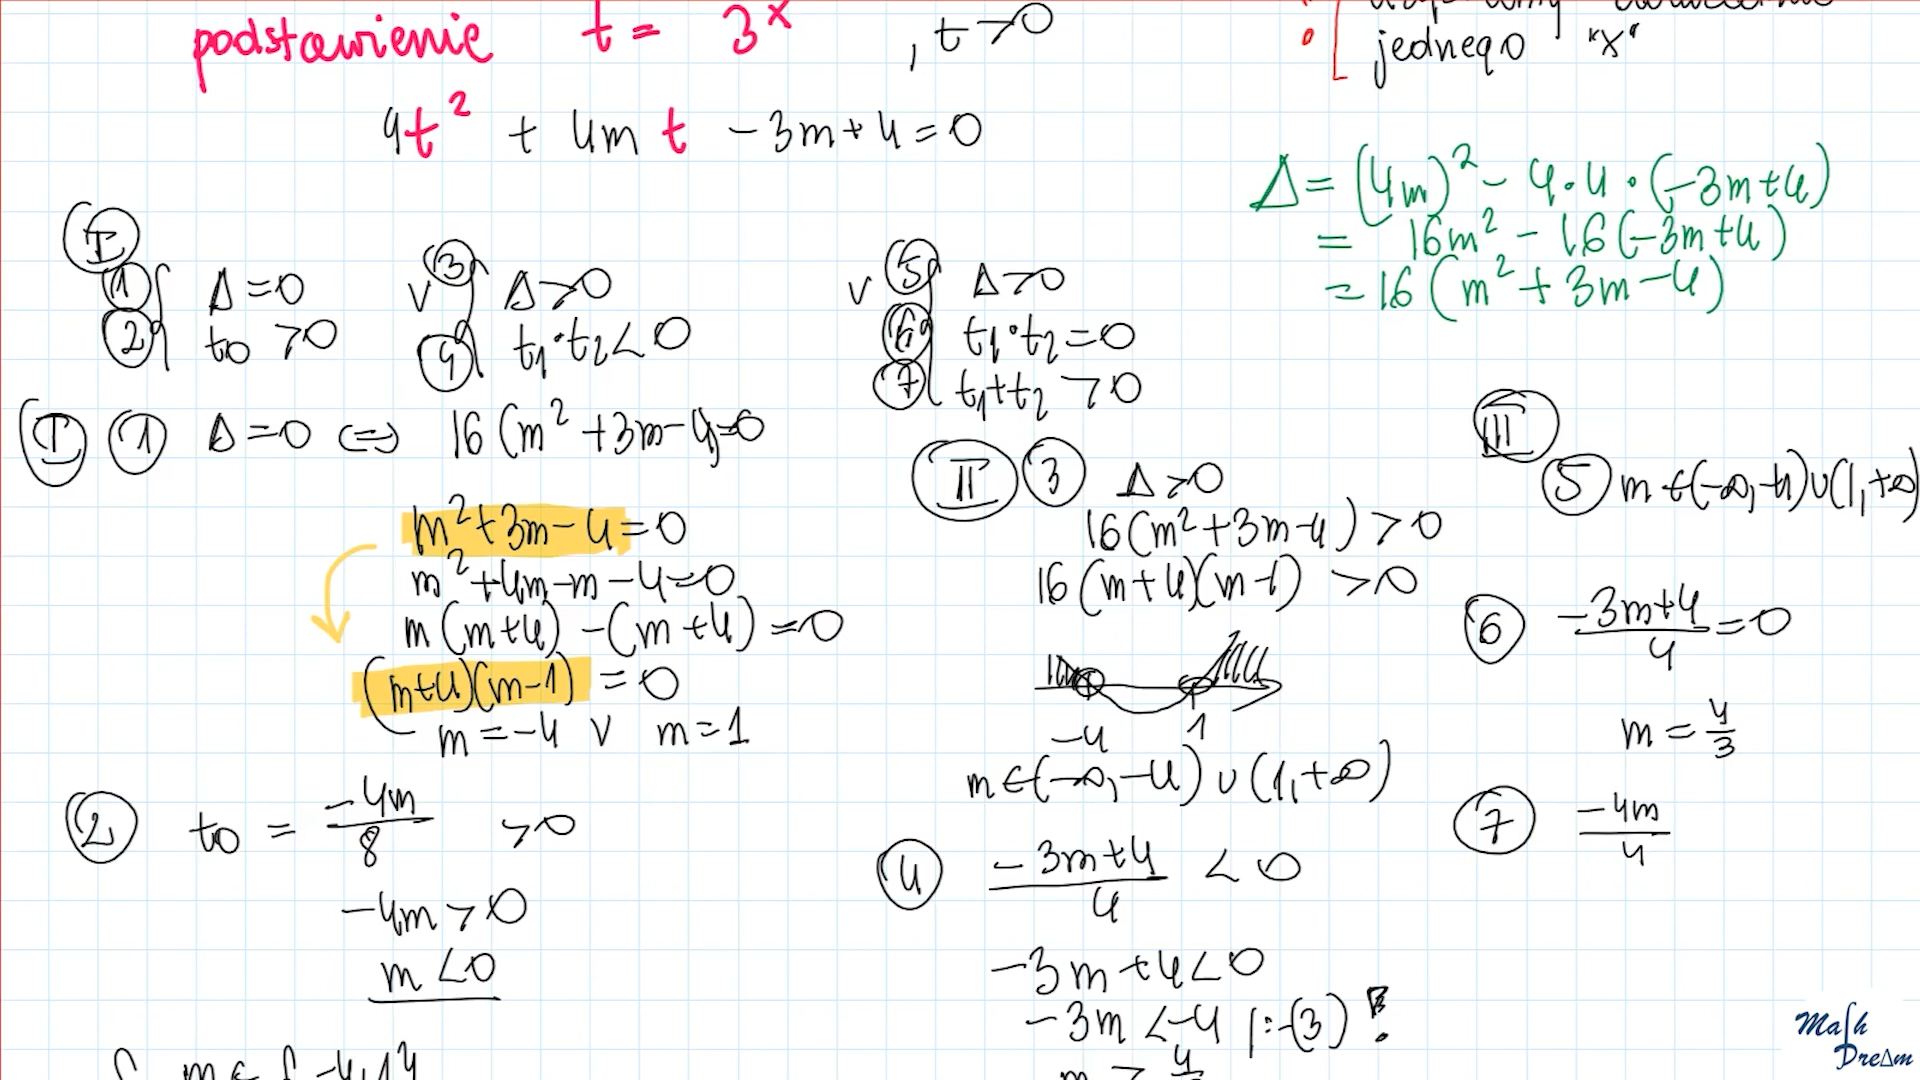 podstawienie t = 3^x , t>0
jednego "x"
4t² + 4m t - 3m+4 = 0
Δ = (4m)² - 4·4·(-3m+4)
= 16m² - 16(-3m+4)
= 16(m²+3m-4)
I
1 Δ=0
2 t0 >0
v 3 Δ>0
4 t1·t2<0
v 5 Δ>0
6 t1·t2=0
7 t1+t2 >0
I 1 Δ=0 ⇔ 16(m²+3m-4)=0
m²+3m-4=0
m²+4m-m-4=0
m(m+4)-(m+4)=0
(m+4)(m-1)=0
m=-4 v m=1
2 t0 = -4m/8 >0
-4m>0
m<0
m∈{-4,1}
II 3 Δ>0
16(m²+3m-4)>0
16(m+4)(m-1)>0
-4 1
m∈(-∞,-4)∪(1,+∞)
4 -3m+4/4 <0
-3m+4<0
-3m<-4 |:(-3) !
m > 4
III
5 m∈(-∞,-4)∪(1,+∞)
6 -3m+4/4 =0
m = 4/3
7 -4m/4
Math
DreΔm